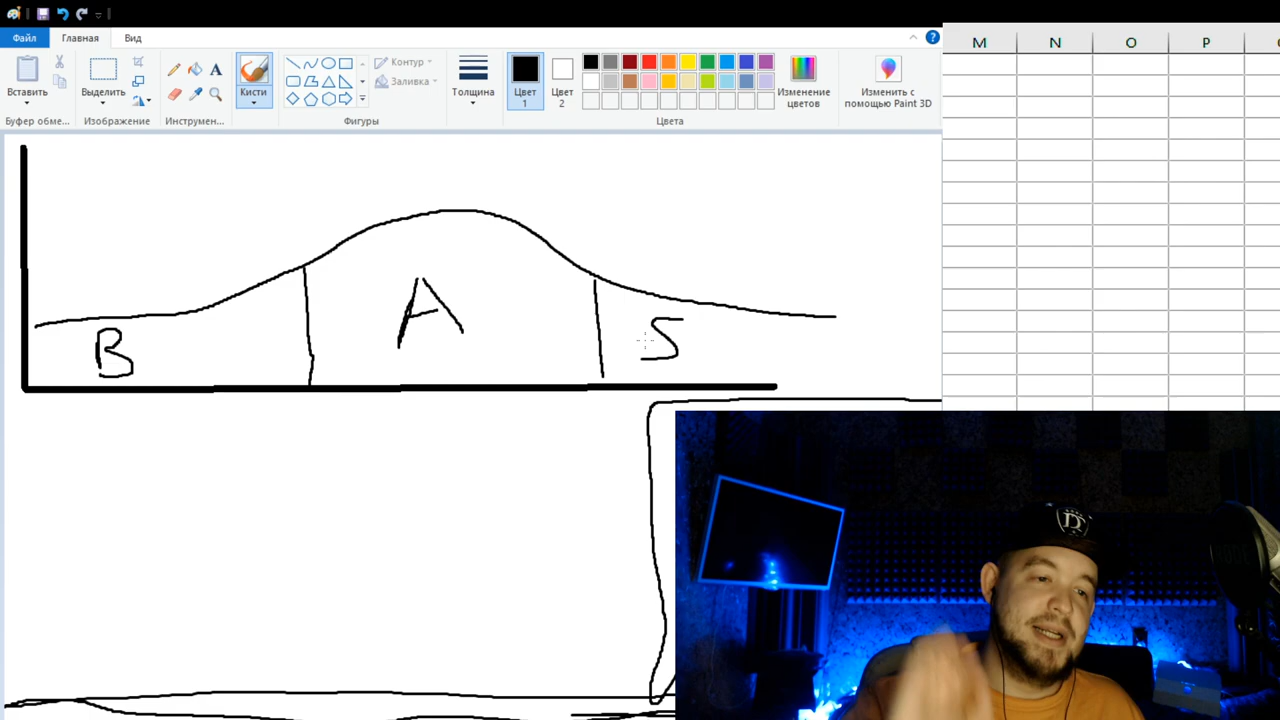 Файл Главная Вид
Вставить
Выделить
Кисти
Контур
Заливка
Толщина
Цвет 1
Цвет 2
Изменение цветов
Изменить с помощью Paint 3D
Буфер обме...
Изображение
Инструмен...
Фигуры
Цвета
M N O P
A
B
S